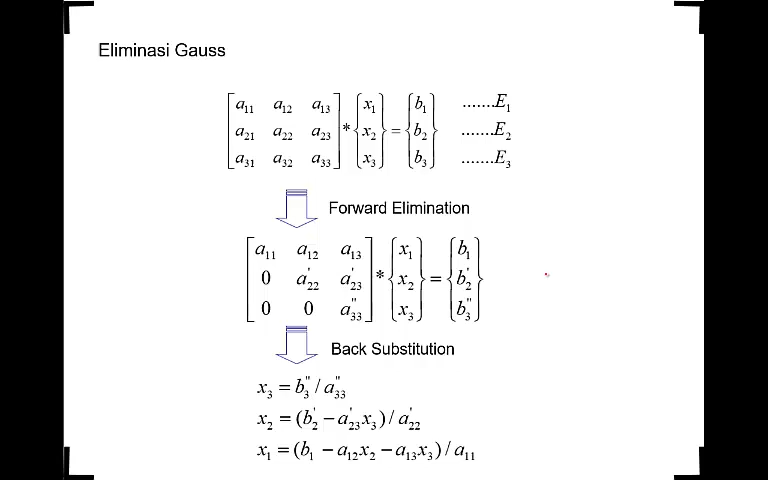 Eliminasi Gauss
[a₁₁ a₁₂ a₁₃] {x₁} {b₁} .......E₁
[a₂₁ a₂₂ a₂₃] * {x₂} = {b₂} .......E₂
[a₃₁ a₃₂ a₃₃] {x₃} {b₃} .......E₃
Forward Elimination
[a₁₁ a₁₂ a₁₃] {x₁} {b₁}
[0 a'₂₂ a'₂₃] * {x₂} = {b'₂}
[0 0 a"₃₃] {x₃} {b"₃}
Back Substitution
x₃ = b"₃ / a"₃₃
x₂ = (b'₂ − a'₂₃x₃) / a'₂₂
x₁ = (b₁ − a₁₂x₂ − a₁₃x₃) / a₁₁